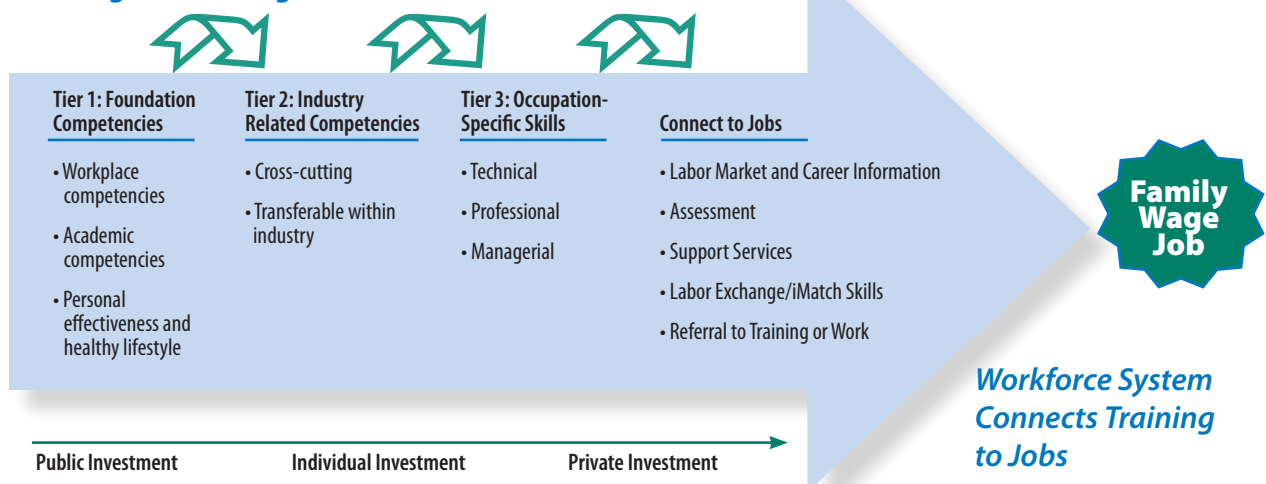 Tier 1: Foundation
Competencies
• Workplace
competencies
• Academic
competencies
• Personal
effectiveness and
healthy lifestyle
Tier 2: Industry
Related Competencies
• Cross-cutting
• Transferable within
industry
Tier 3: Occupation-
Specific Skills
• Technical
• Professional
• Managerial
Connect to Jobs
• Labor Market and Career Information
• Assessment
• Support Services
• Labor Exchange/iMatch Skills
• Referral to Training or Work
Family
Wage
Job
Workforce System
Connects Training
to Jobs
Public Investment
Individual Investment
Private Investment